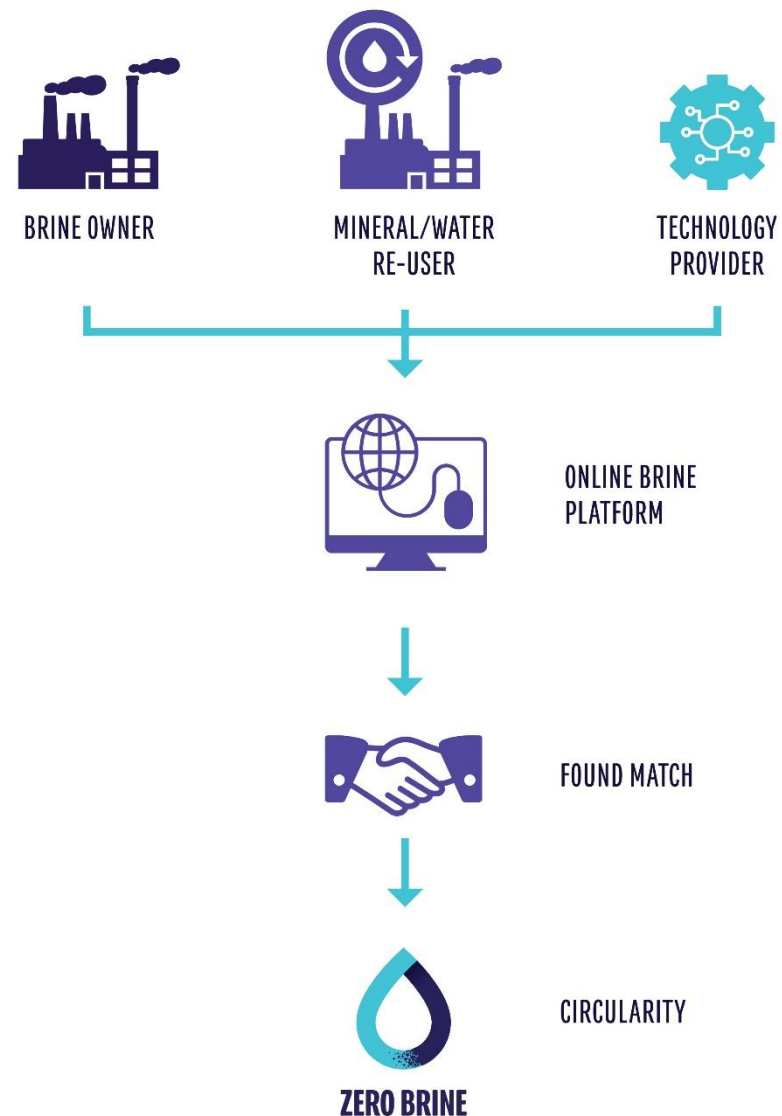 BRINE OWNER
MINERAL/WATER
RE-USER
TECHNOLOGY
PROVIDER
ONLINE BRINE
PLATFORM
FOUND MATCH
CIRCULARITY
ZERO BRINE